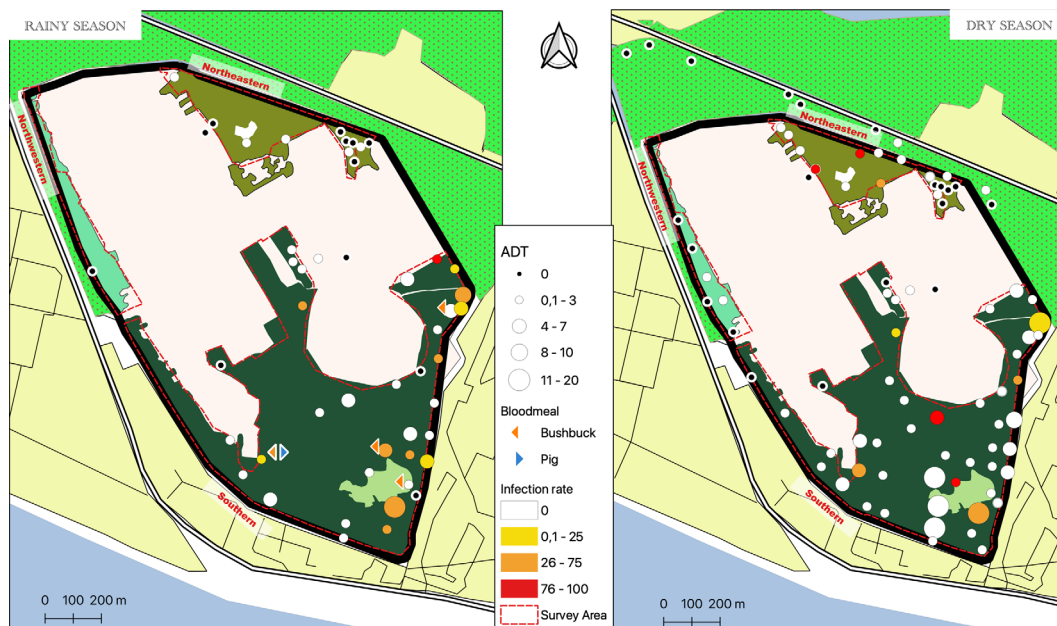 RAINY SEASON
DRY SEASON
Northeastern
Northwestern
Southern
0 100 200 m
Northeastern
Northwestern
Southern
0 100 200 m
ADT
0
0,1 - 3
4 - 7
8 - 10
11 - 20
Bloodmeal
Bushbuck
Pig
Infection rate
0
0,1 - 25
26 - 75
76 - 100
Survey Area